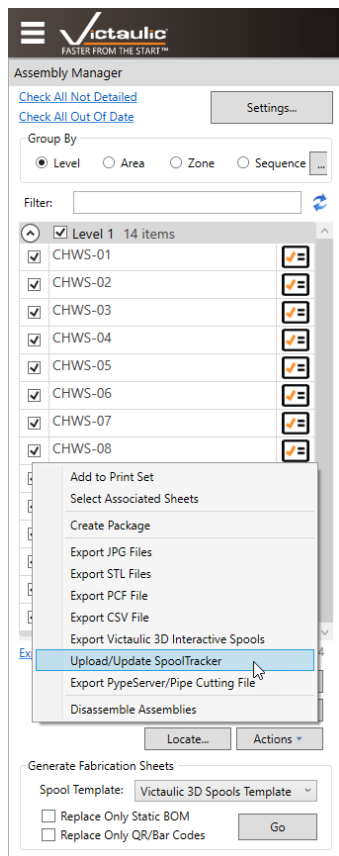 Victaulic
FASTER FROM THE START™
Assembly Manager
Check All Not Detailed
Check All Out Of Date
Settings...
Group By
Level Area Zone Sequence ...
Filter:
Level 1 14 items
CHWS-01
CHWS-02
CHWS-03
CHWS-04
CHWS-05
CHWS-06
CHWS-07
CHWS-08
Add to Print Set
Select Associated Sheets
Create Package
Export JPG Files
Export STL Files
Export PCF File
Export CSV File
Export Victaulic 3D Interactive Spools
Ex 4
Upload/Update SpoolTracker
Export PypeServer/Pipe Cutting File
Disassemble Assemblies
Locate... Actions
Generate Fabrication Sheets
Spool Template: Victaulic 3D Spools Template
Replace Only Static BOM
Replace Only QR/Bar Codes
Go